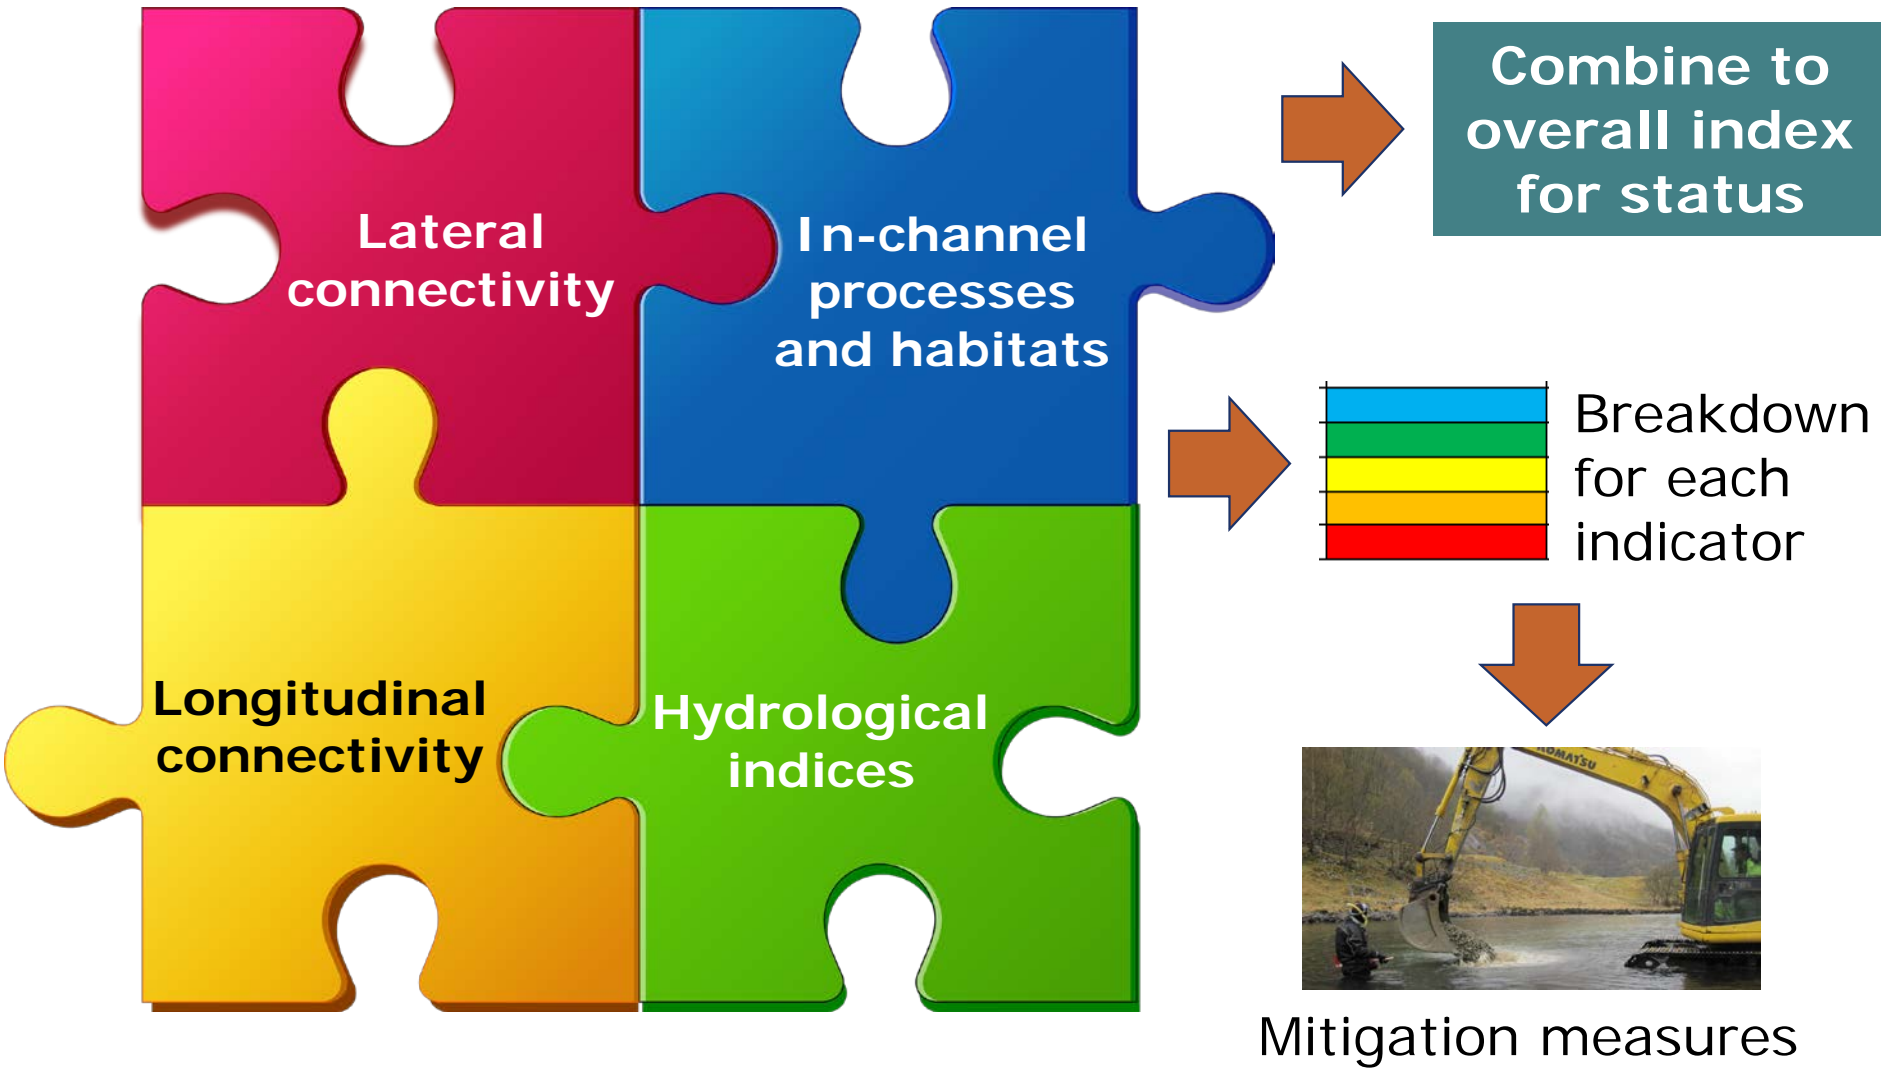 Lateral
connectivity
In-channel
processes
and habitats
Longitudinal
connectivity
Hydrological
indices
Combine to
overall index
for status
Breakdown
for each
indicator
KOMATSU
Mitigation measures